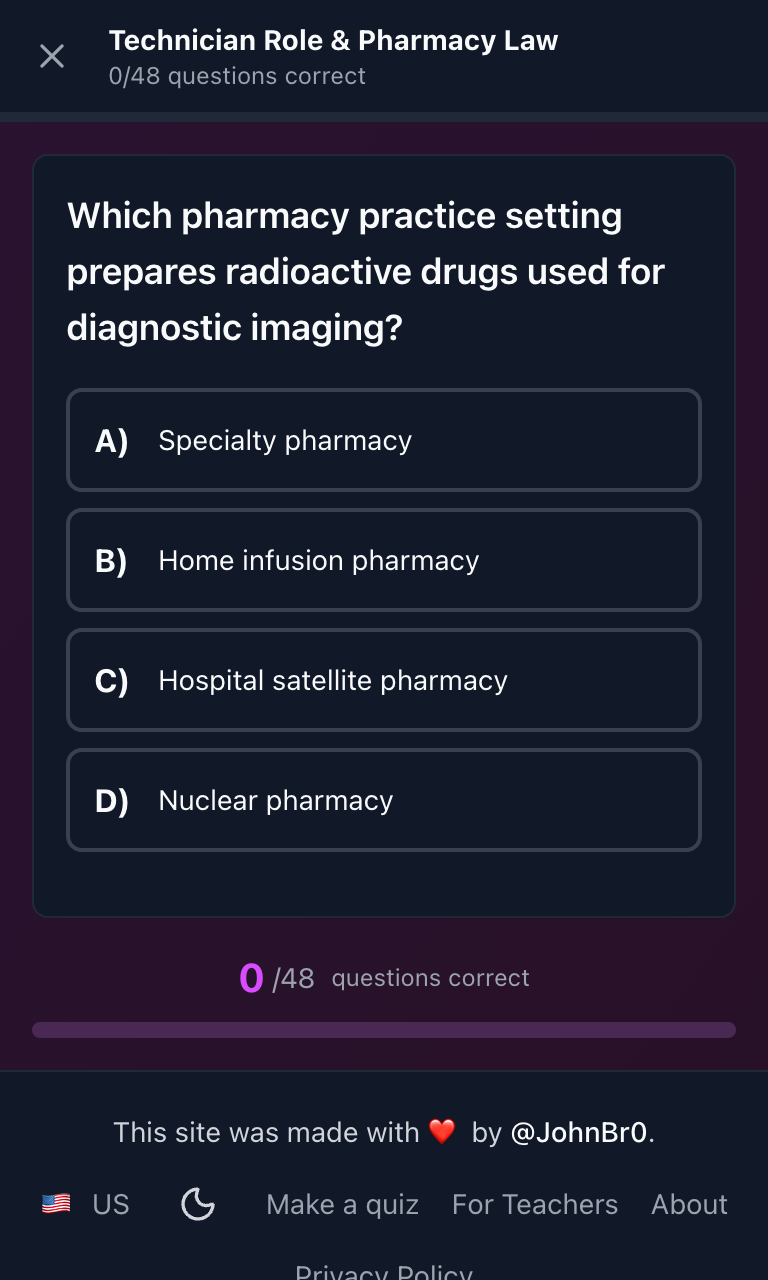 Technician Role & Pharmacy Law
0/48 questions correct
Which pharmacy practice setting
prepares radioactive drugs used for
diagnostic imaging?
A) Specialty pharmacy
B) Home infusion pharmacy
C) Hospital satellite pharmacy
D) Nuclear pharmacy
0 /48 questions correct
This site was made with ❤️ by @JohnBr0.
🇺🇸 US Make a quiz For Teachers About
Privacy Policy